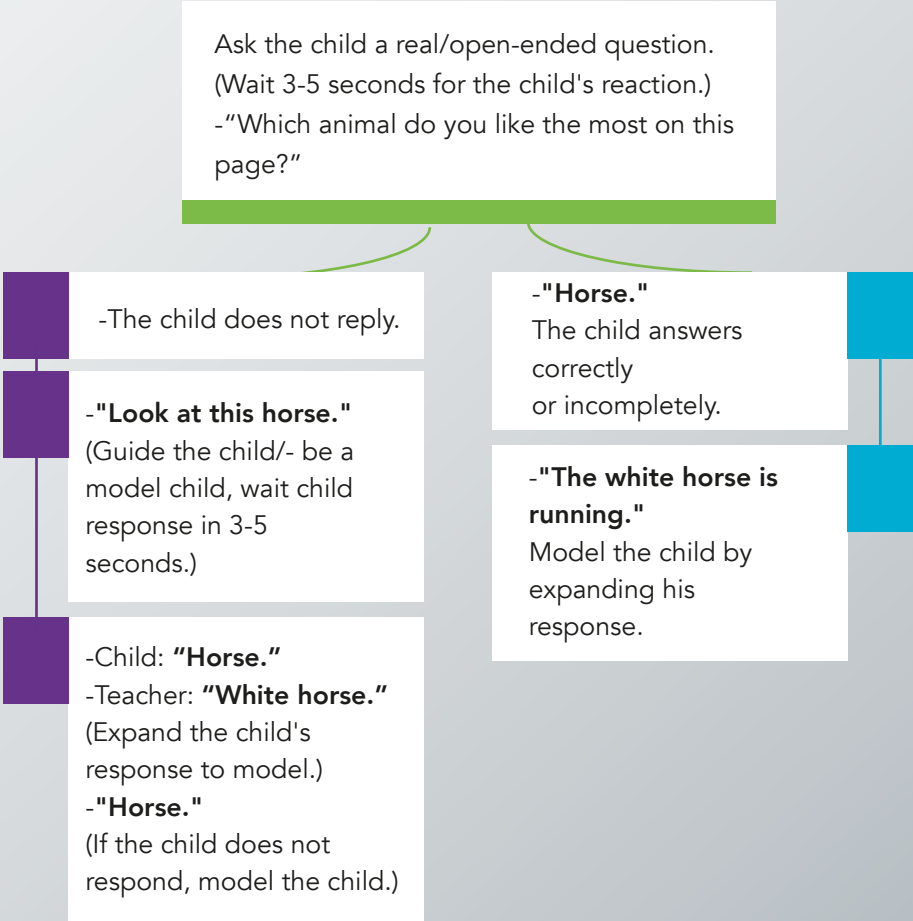 Ask the child a real/open-ended question.
(Wait 3-5 seconds for the child's reaction.)
-“Which animal do you like the most on this
page?”
-The child does not reply.
-"Look at this horse."
(Guide the child/- be a
model child, wait child
response in 3-5
seconds.)
-Child: “Horse.”
-Teacher: “White horse.”
(Expand the child's
response to model.)
-"Horse."
(If the child does not
respond, model the child.)
-"Horse."
The child answers
correctly
or incompletely.
-"The white horse is
running."
Model the child by
expanding his
response.